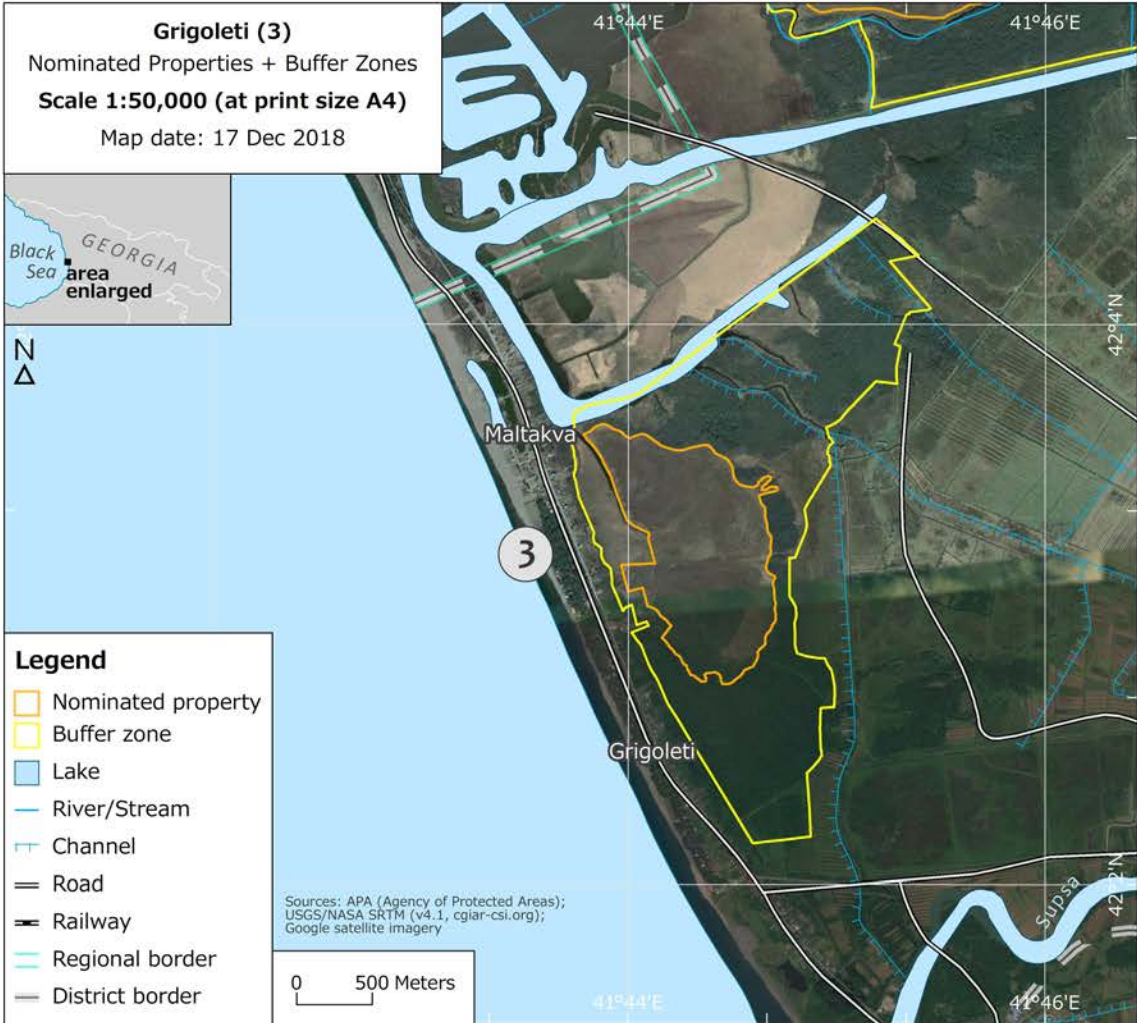 Grigoleti (3)
Nominated Properties + Buffer Zones
Scale 1:50,000 (at print size A4)
Map date: 17 Dec 2018
41°44'E
41°46'E
Black
Sea
GEORGIA
area
enlarged
N
42°4'N
Maltakva
3
Grigoleti
Legend
Nominated property
Buffer zone
Lake
River/Stream
Channel
Road
Railway
Regional border
District border
Sources: APA (Agency of Protected Areas);
USGS/NASA SRTM (v4.1, cgiar-csi.org);
Google satellite imagery
0 500 Meters
42°2'N
Supsa
41°44'E
41°46'E